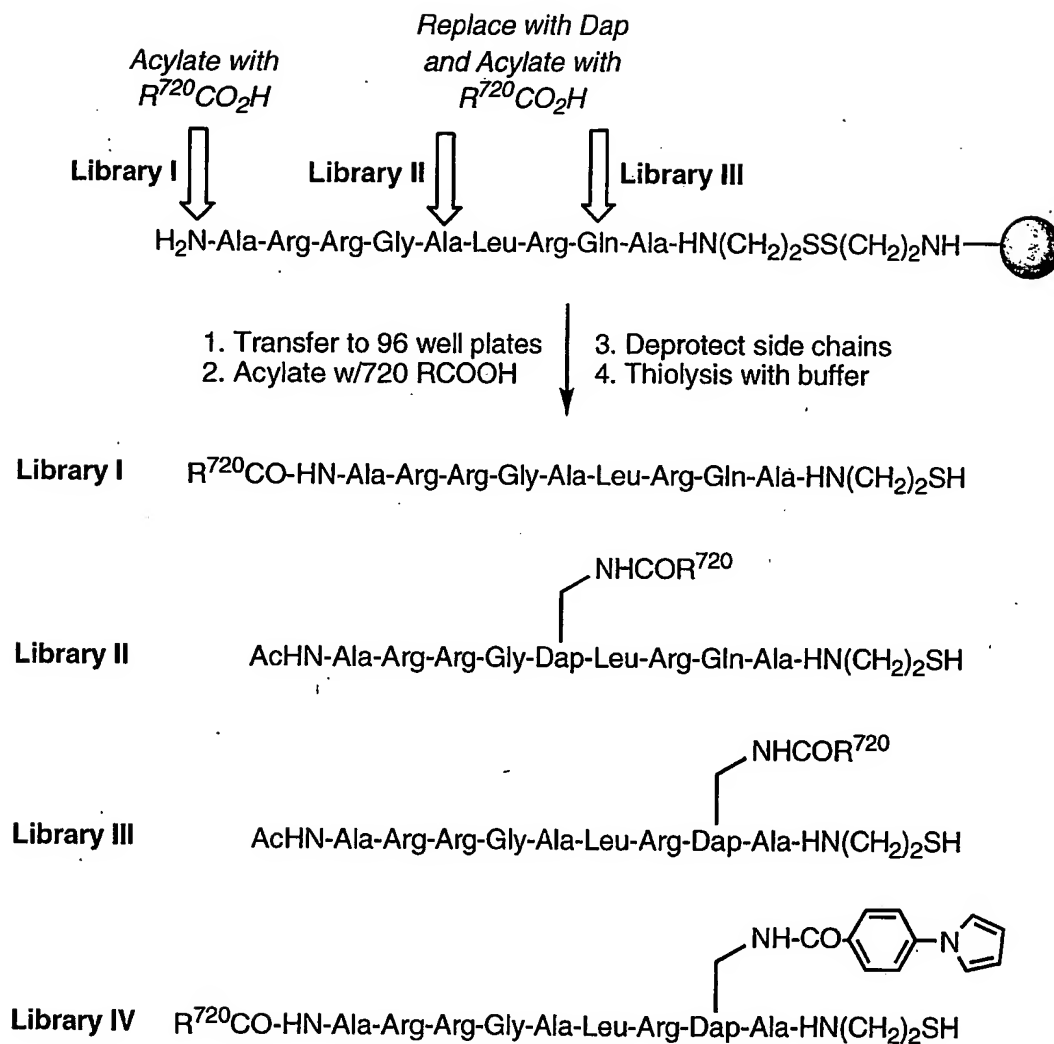 Acylate with
R⁷²⁰CO₂H
Replace with Dap
and Acylate with
R⁷²⁰CO₂H
Library I
Library II
Library III
H₂N-Ala-Arg-Arg-Gly-Ala-Leu-Arg-Gln-Ala-HN(CH₂)₂SS(CH₂)₂NH
1. Transfer to 96 well plates
2. Acylate w/720 RCOOH
3. Deprotect side chains
4. Thiolysis with buffer
Library I R⁷²⁰CO-HN-Ala-Arg-Arg-Gly-Ala-Leu-Arg-Gln-Ala-HN(CH₂)₂SH
NHCOR⁷²⁰
Library II AcHN-Ala-Arg-Arg-Gly-Dap-Leu-Arg-Gln-Ala-HN(CH₂)₂SH
NHCOR⁷²⁰
Library III AcHN-Ala-Arg-Arg-Gly-Ala-Leu-Arg-Dap-Ala-HN(CH₂)₂SH
NH-CO N
Library IV R⁷²⁰CO-HN-Ala-Arg-Arg-Gly-Ala-Leu-Arg-Dap-Ala-HN(CH₂)₂SH